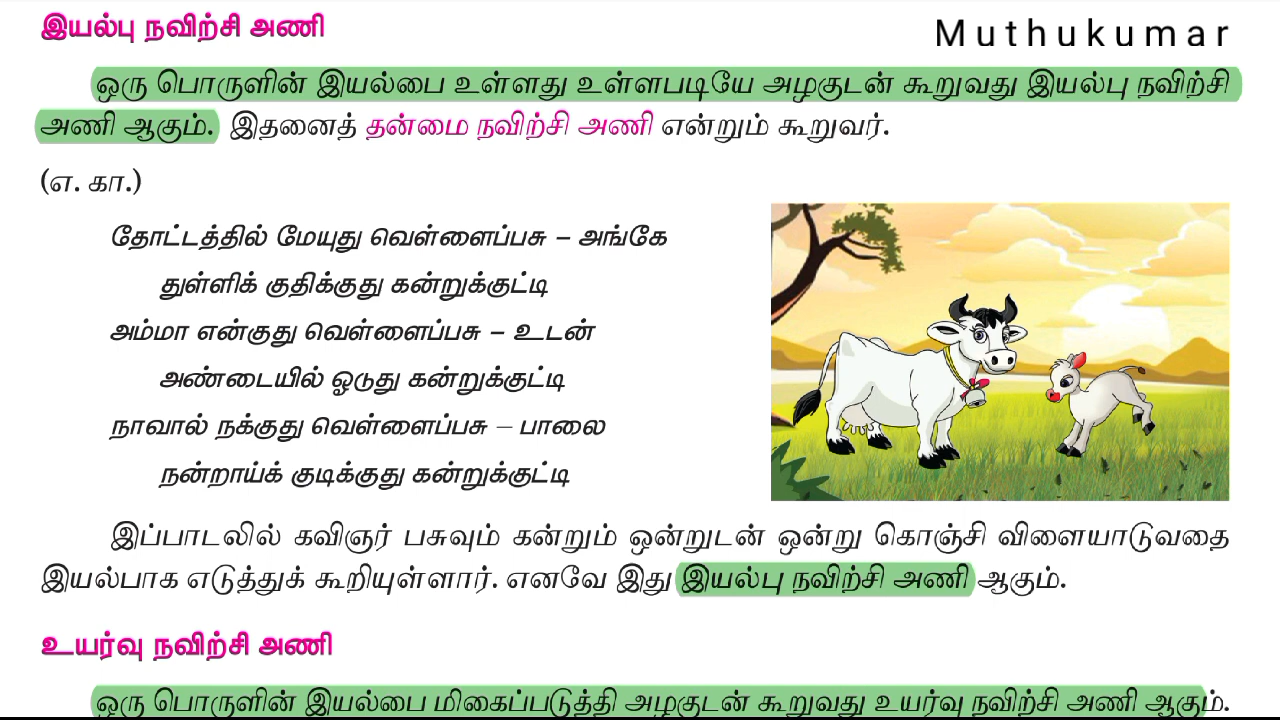 இயல்பு நவிற்சி அணி
Muthukumar
ஒரு பொருளின் இயல்பை உள்ளது உள்ளபடியே அழகுடன் கூறுவது இயல்பு நவிற்சி
அணி ஆகும். இதனைத் தன்மை நவிற்சி அணி என்றும் கூறுவர்.
(எ. கா.)
தோட்டத்தில் மேயுது வெள்ளைப்பசு – அங்கே
துள்ளிக் குதிக்குது கன்றுக்குட்டி
அம்மா என்குது வெள்ளைப்பசு – உடன்
அண்டையில் ஓடுது கன்றுக்குட்டி
நாவால் நக்குது வெள்ளைப்பசு – பாலை
நன்றாய்க் குடிக்குது கன்றுக்குட்டி
இப்பாடலில் கவிஞர் பசுவும் கன்றும் ஒன்றுடன் ஒன்று கொஞ்சி விளையாடுவதை
இயல்பாக எடுத்துக் கூறியுள்ளார். எனவே இது இயல்பு நவிற்சி அணி ஆகும்.
உயர்வு நவிற்சி அணி
ஒரு பொருளின் இயல்பை மிகைப்படுத்தி அழகுடன் கூறுவது உயர்வு நவிற்சி அணி ஆகும்.